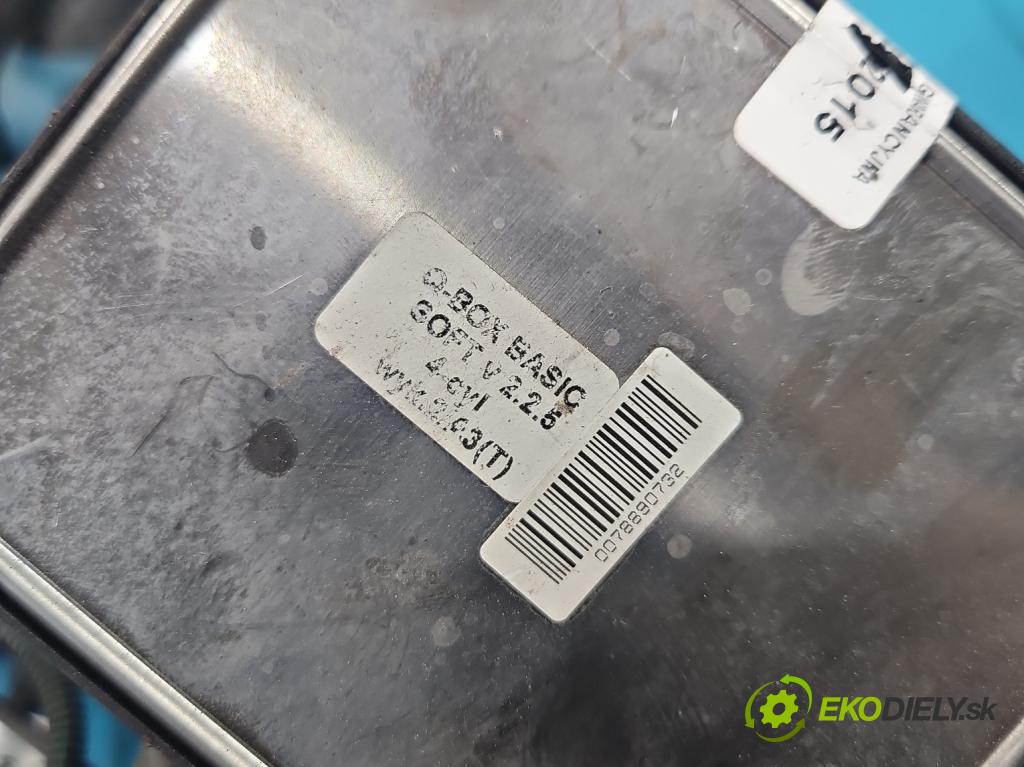 2015
Q-BOX BASIC
SOFT V 2.2.5
4-cyl
0078890732
EKODIELY.sk